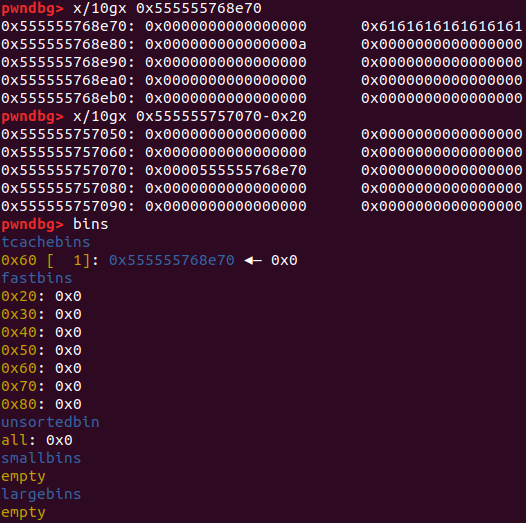 pwndbg> x/10gx 0x555555768e70
0x555555768e70: 0x0000000000000000 0x6161616161616161
0x555555768e80: 0x000000000000000a 0x0000000000000000
0x555555768e90: 0x0000000000000000 0x0000000000000000
0x555555768ea0: 0x0000000000000000 0x0000000000000000
0x555555768eb0: 0x0000000000000000 0x0000000000000000
pwndbg> x/10gx 0x555555757070-0x20
0x555555757050: 0x0000000000000000 0x0000000000000000
0x555555757060: 0x0000000000000000 0x0000000000000000
0x555555757070: 0x0000555555768e70 0x0000000000000000
0x555555757080: 0x0000000000000000 0x0000000000000000
0x555555757090: 0x0000000000000000 0x0000000000000000
pwndbg> bins
tcachebins
0x60 [  1]: 0x555555768e70 ◂— 0x0
fastbins
0x20: 0x0
0x30: 0x0
0x40: 0x0
0x50: 0x0
0x60: 0x0
0x70: 0x0
0x80: 0x0
unsortedbin
all: 0x0
smallbins
empty
largebins
empty